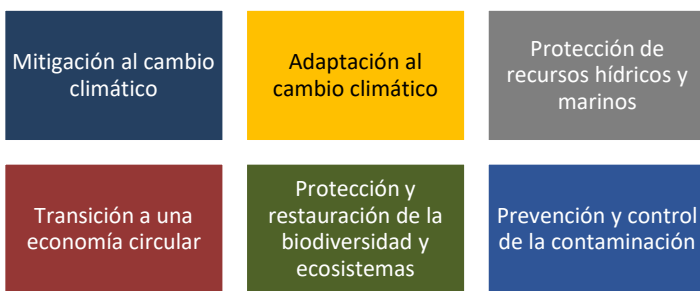 Mitigación al cambio
climático
Adaptación al
cambio climático
Protección de
recursos hídricos y
marinos
Transición a una
economía circular
Protección y
restauración de la
biodiversidad y
ecosistemas
Prevención y control
de la contaminación